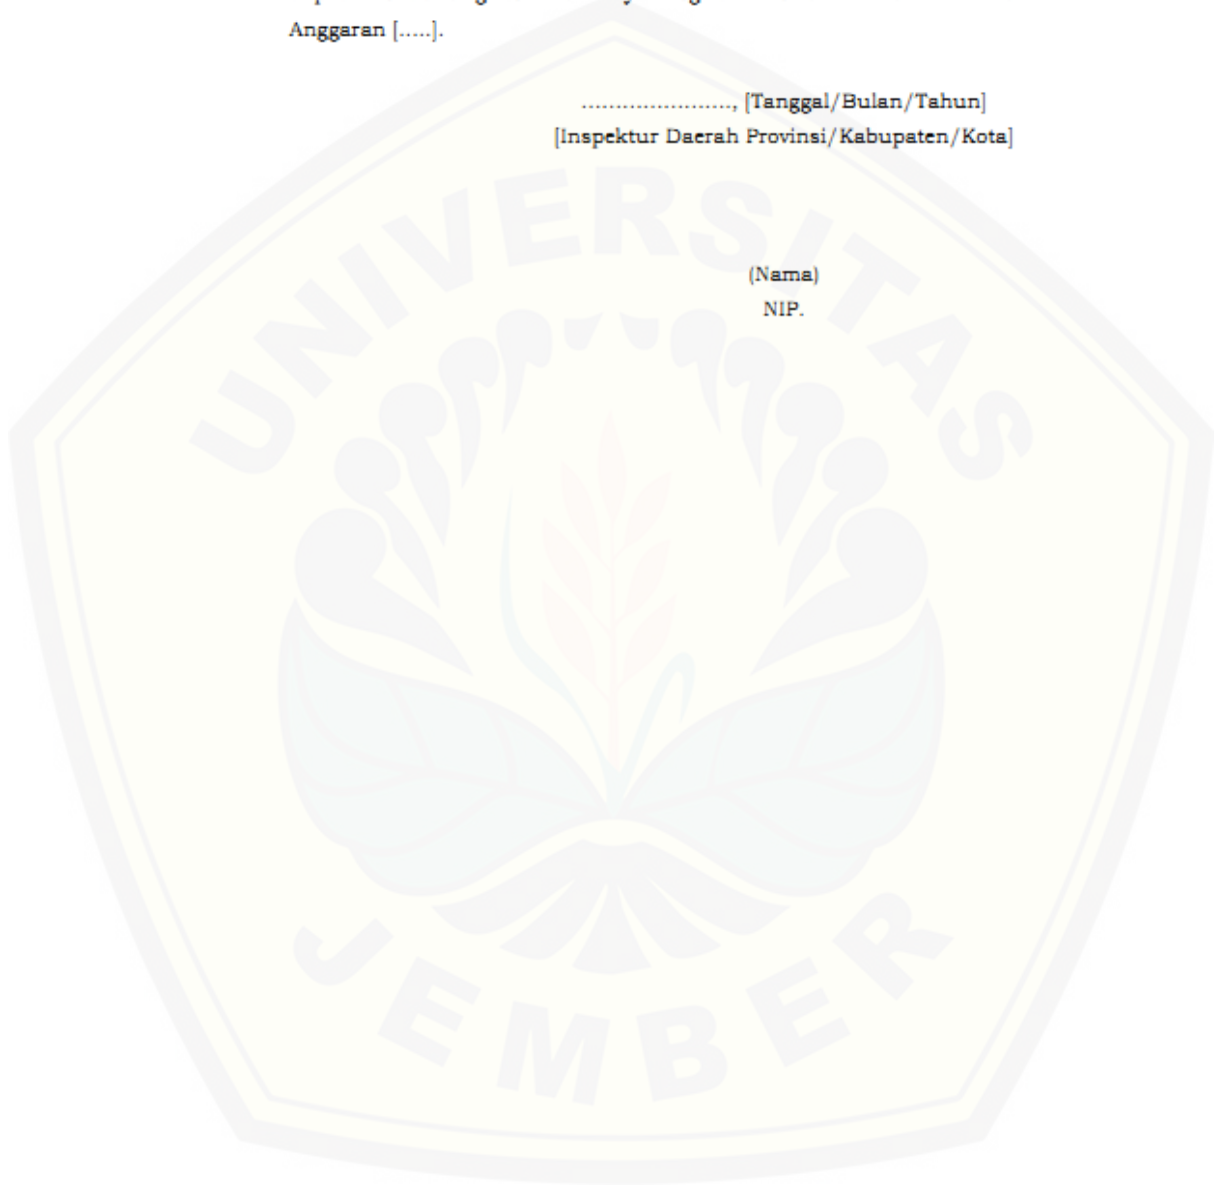 Anggaran [.....].
......................., [Tanggal/Bulan/Tahun]
[Inspektur Daerah Provinsi/Kabupaten/Kota]
(Nama)
NIP.
UNIVERSITAS
JEMBER